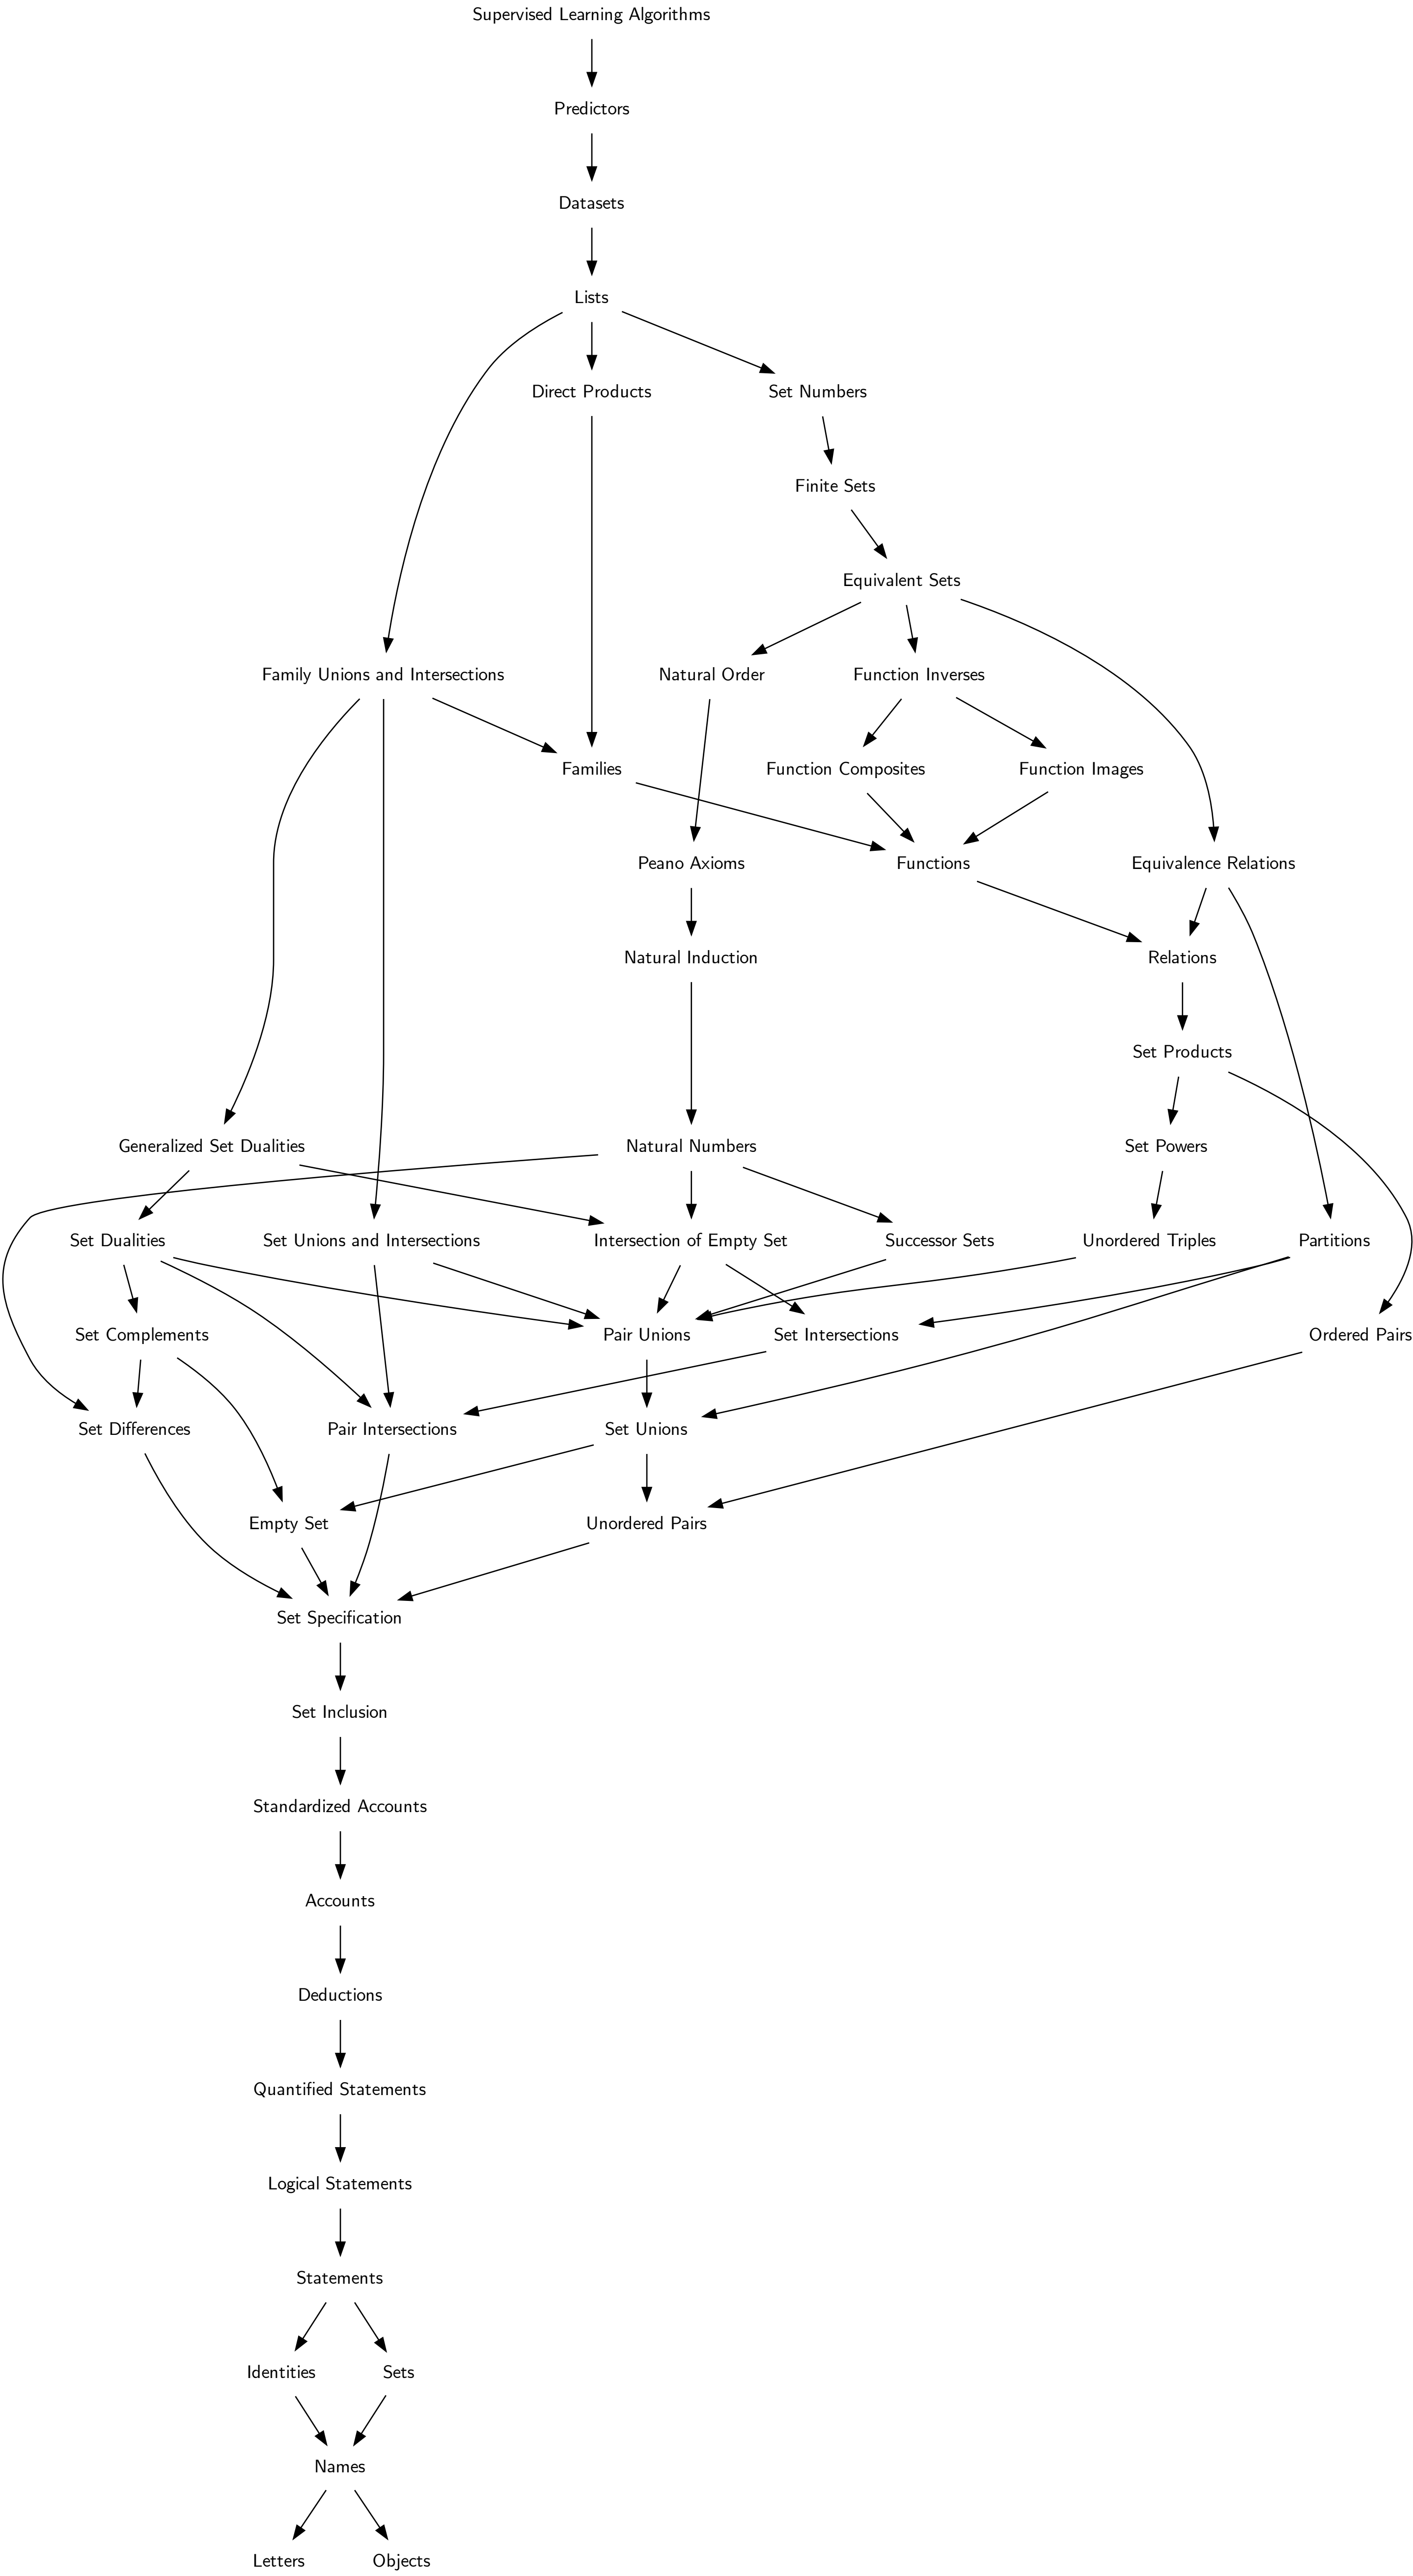 Supervised Learning Algorithms
Predictors
Datasets
Lists
Direct Products
Set Numbers
Finite Sets
Equivalent Sets
Family Unions and Intersections
Natural Order
Function Inverses
Families
Function Composites
Function Images
Peano Axioms
Functions
Equivalence Relations
Natural Induction
Relations
Set Products
Generalized Set Dualities
Natural Numbers
Set Powers
Set Dualities
Set Unions and Intersections
Intersection of Empty Set
Successor Sets
Unordered Triples
Partitions
Set Complements
Pair Unions
Set Intersections
Ordered Pairs
Set Differences
Pair Intersections
Set Unions
Empty Set
Unordered Pairs
Set Specification
Set Inclusion
Standardized Accounts
Accounts
Deductions
Quantified Statements
Logical Statements
Statements
Identities
Sets
Names
Letters
Objects